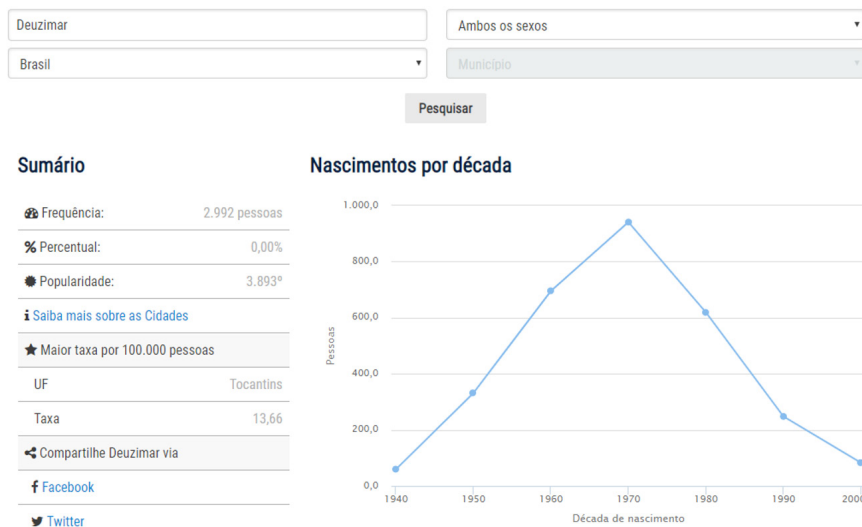 Deuzimar
Ambos os sexos
Brasil
Município
Pesquisar
Sumário
Frequência: 2.992 pessoas
Percentual: 0,00%
Popularidade: 3.893º
Saiba mais sobre as Cidades
Maior taxa por 100.000 pessoas
UF Tocantins
Taxa 13,66
Compartilhe Deuzimar via
Facebook
Twitter
Nascimentos por década
1.000,0
800,0
600,0
400,0
200,0
0,0
Pessoas
1940 1950 1960 1970 1980 1990 2000
Década de nascimento